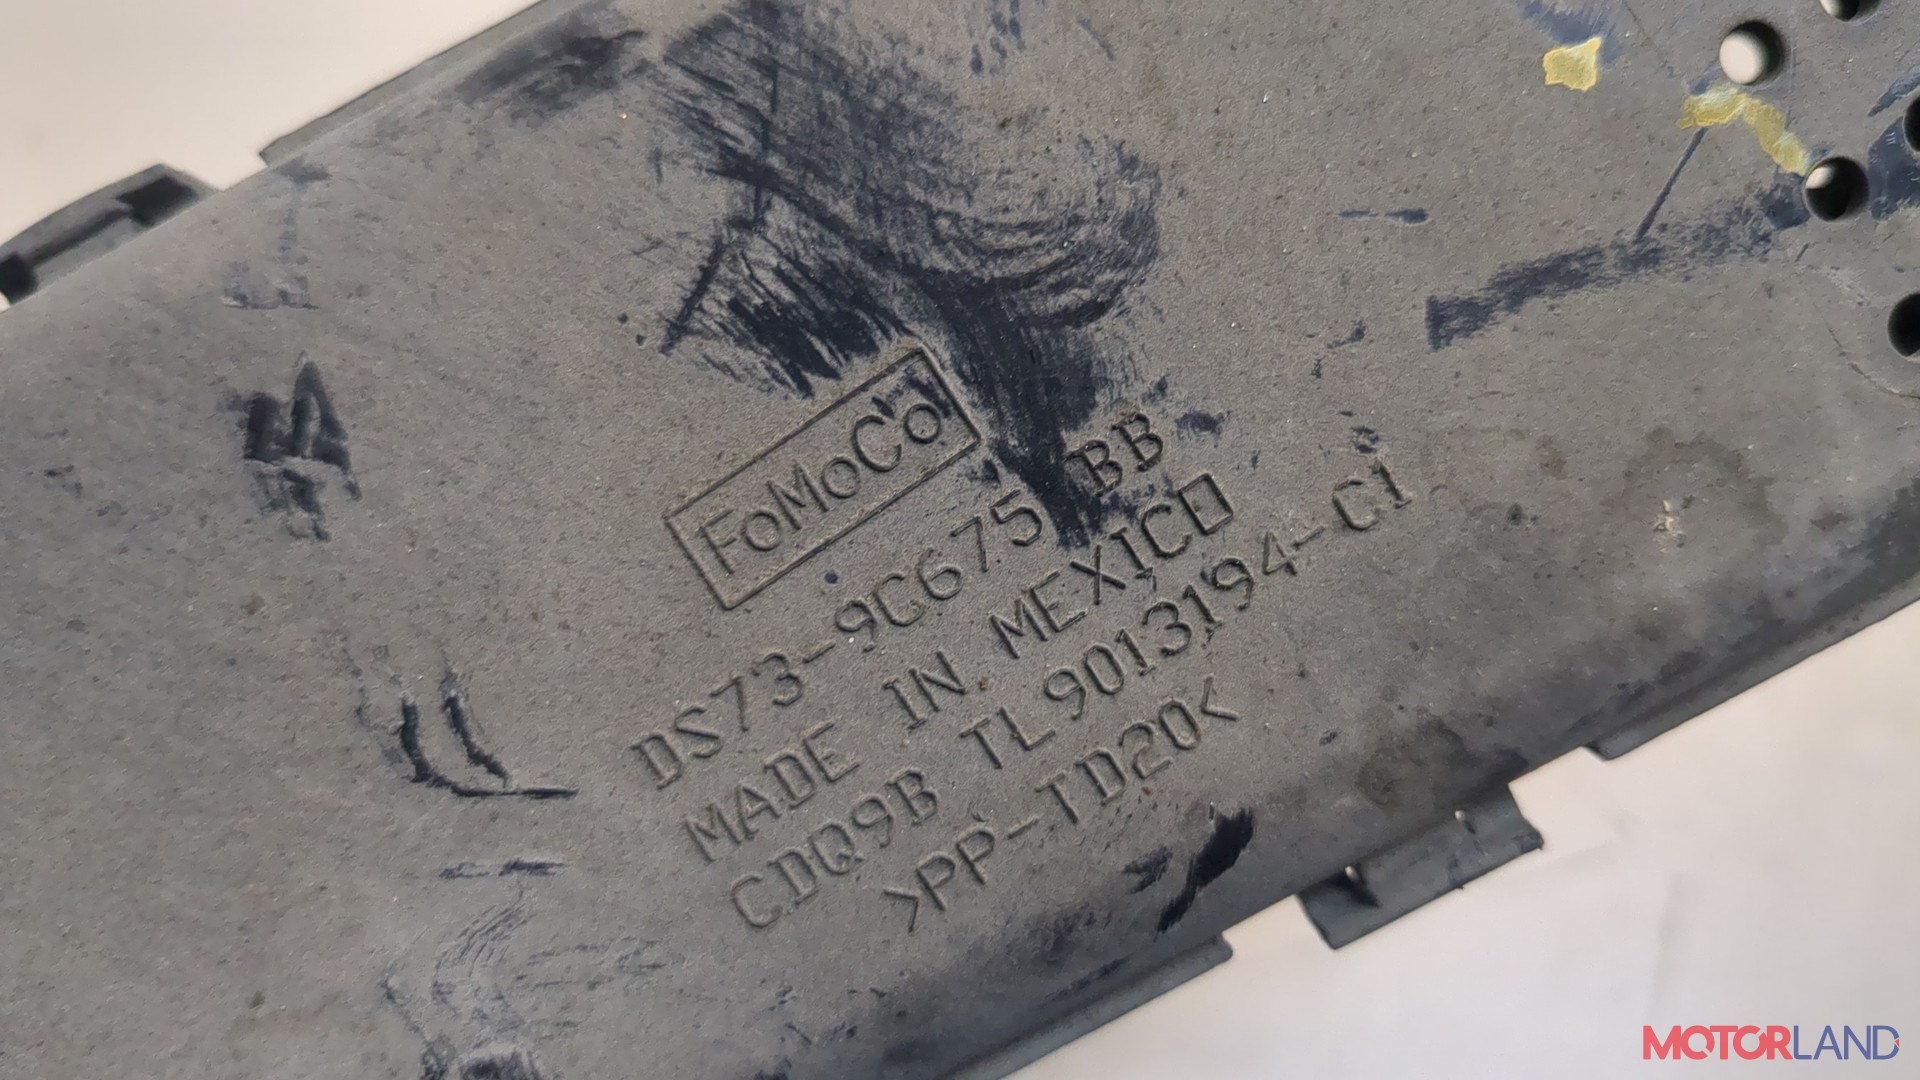 FoMoCo
DS73-9C675 BB
MADE IN MEXICO
CDQ9B TL9013194-C1
>PP-TD20<
MOTORLAND